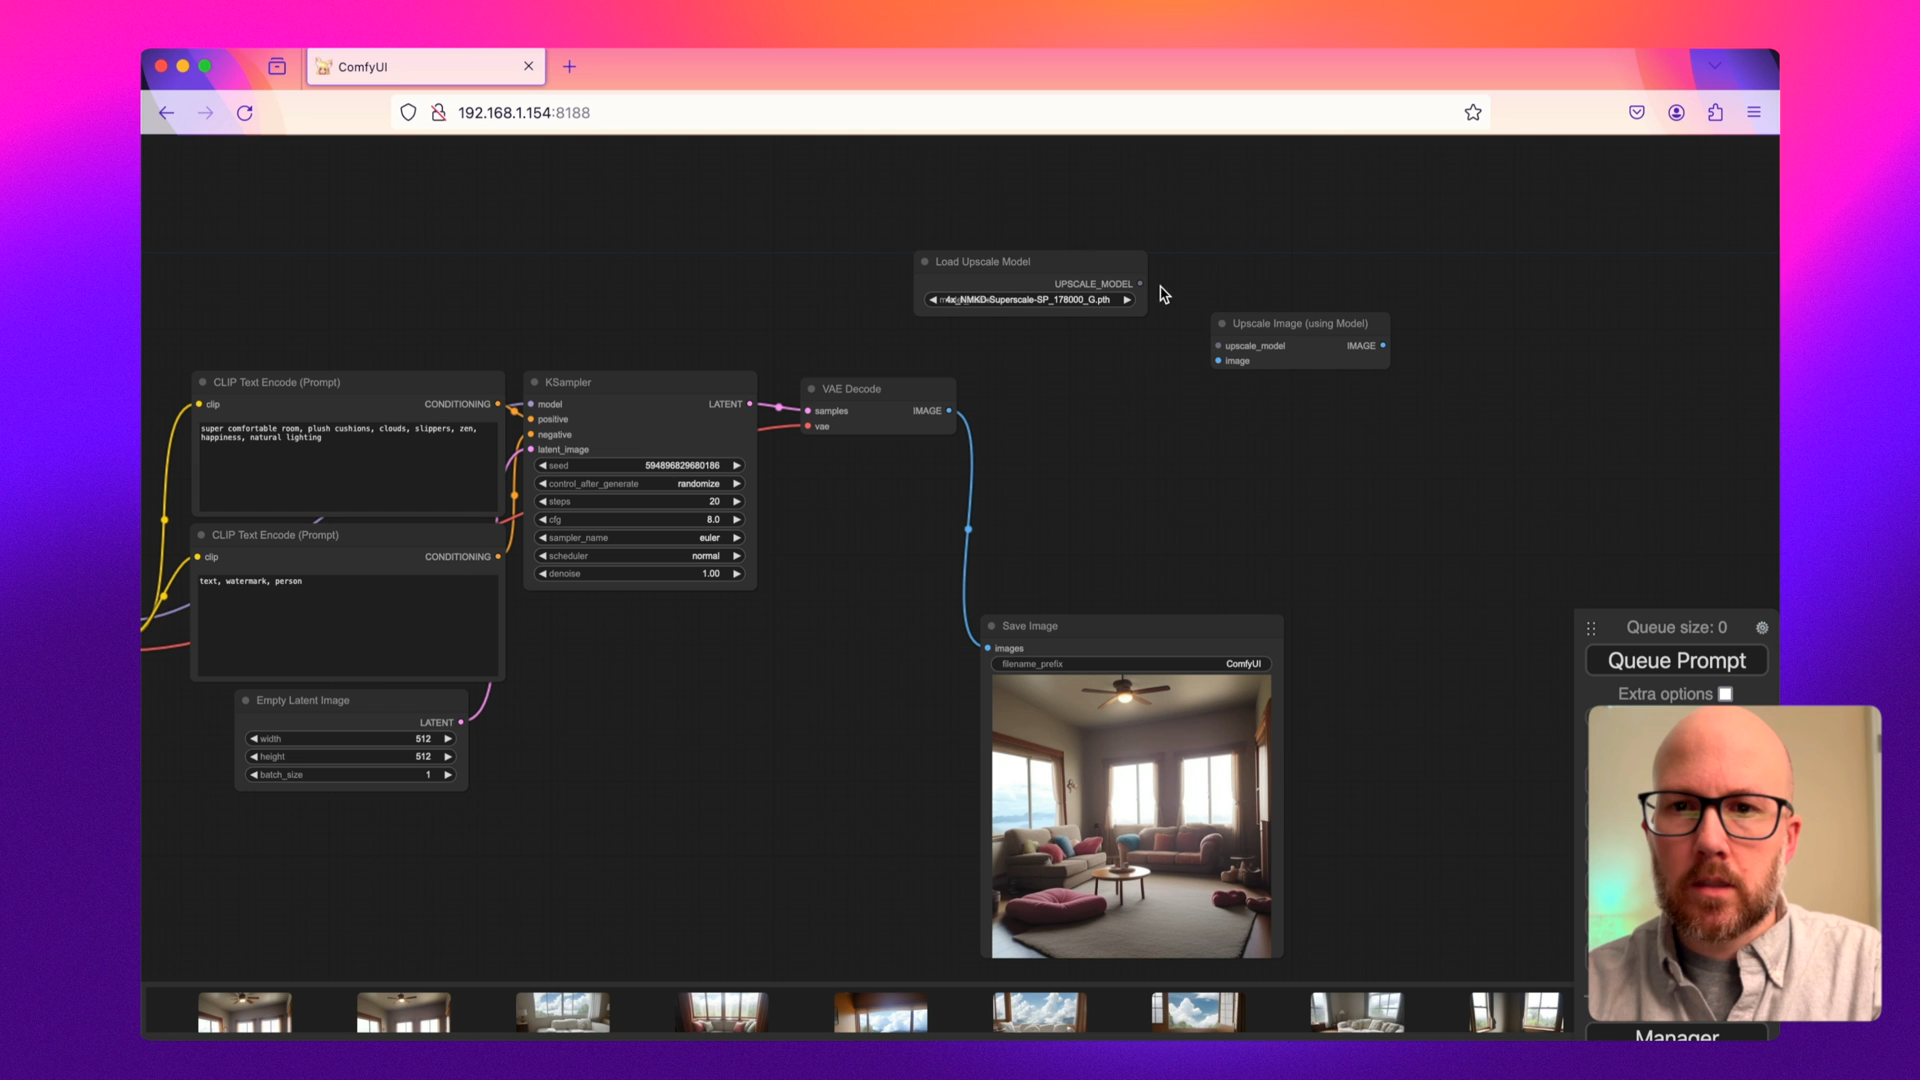 ComfyUI
192.168.1.154:8188
Load Upscale Model
UPSCALE_MODEL
4x_NMKD-Superscale-SP_178000_G.pth
Upscale Image (using Model)
upscale_model IMAGE
image
CLIP Text Encode (Prompt)
clip CONDITIONING
super comfortable room, plush cushions, clouds, slippers, zen,
happiness, natural lighting
CLIP Text Encode (Prompt)
clip CONDITIONING
text, watermark, person
Empty Latent Image
LATENT
width 512
height 512
batch_size 1
KSampler
model LATENT
positive
negative
latent_image
seed 594896829680186
control_after_generate randomize
steps 20
cfg 8.0
sampler_name euler
scheduler normal
denoise 1.00
VAE Decode
samples IMAGE
vae
Save Image
images
filename_prefix ComfyUI
Queue size: 0
Queue Prompt
Extra options
Manager